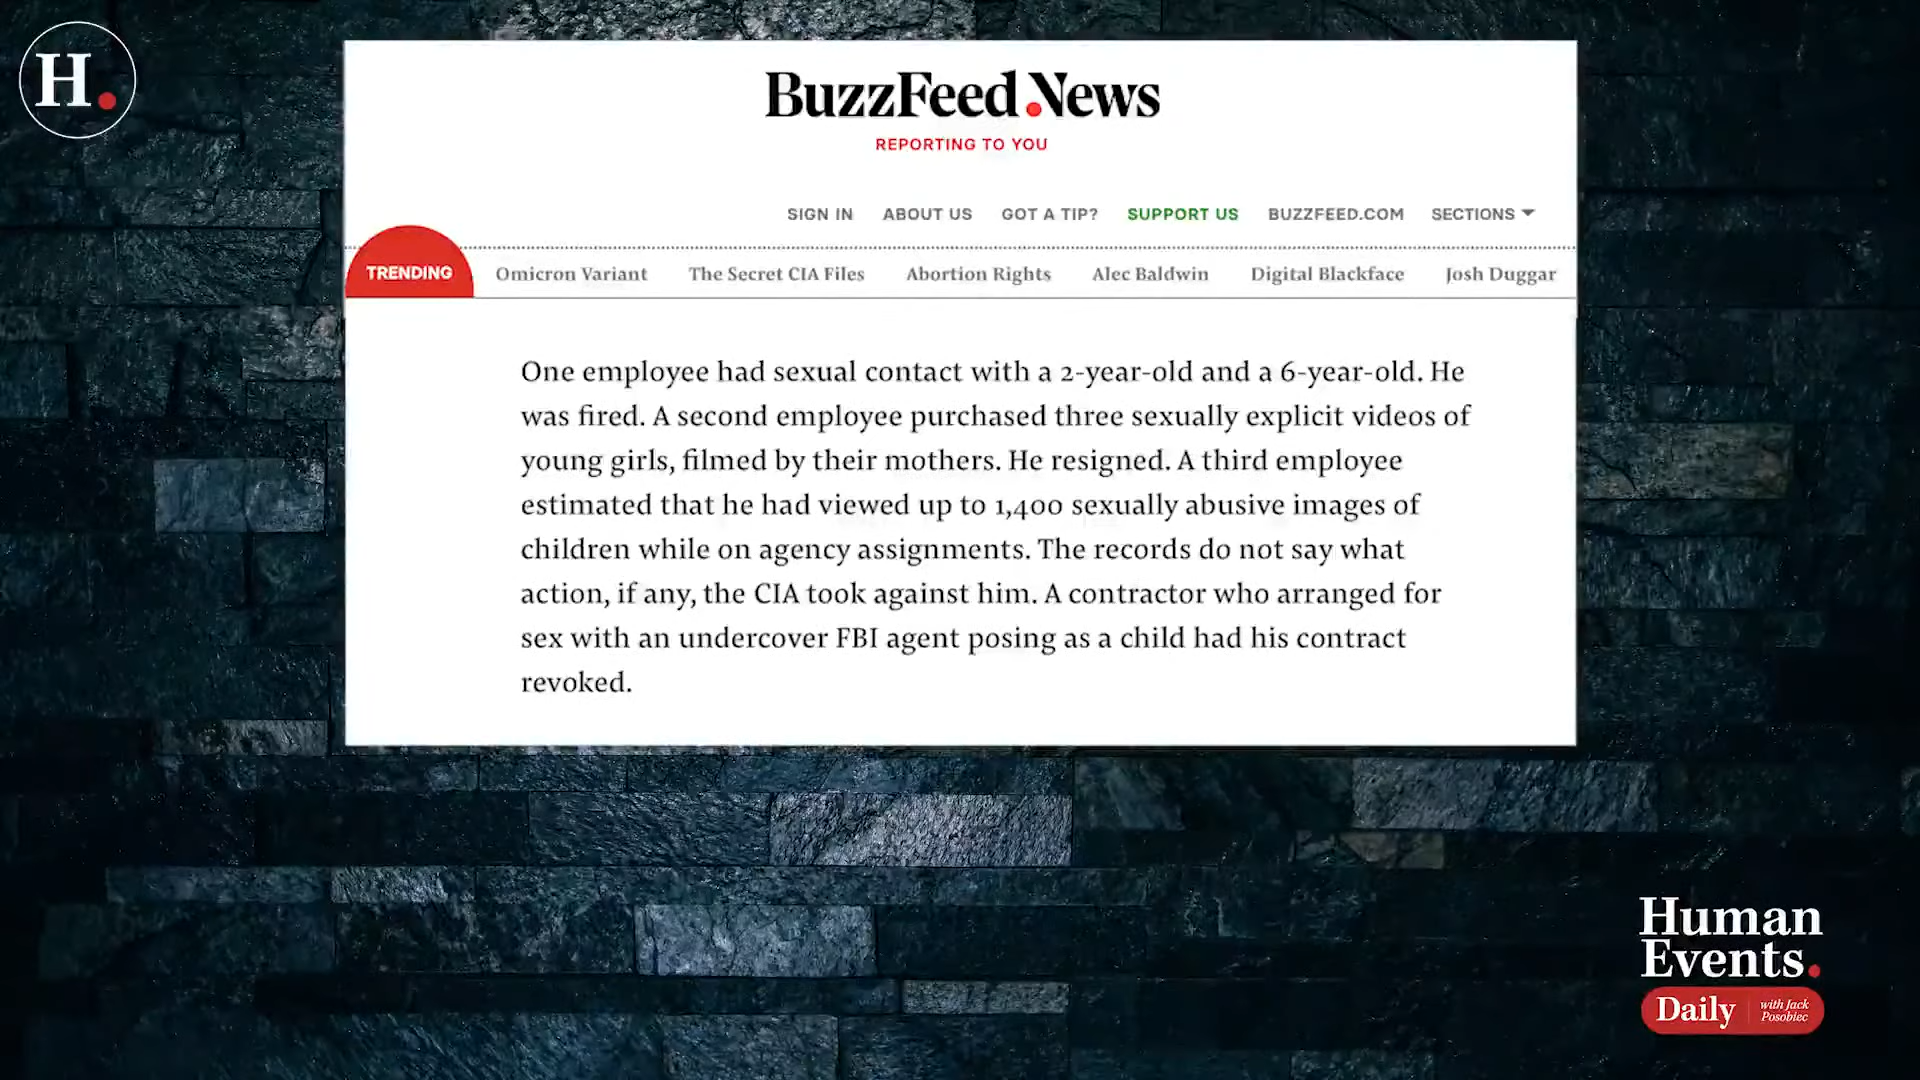 H.
BuzzFeed News
REPORTING TO YOU
SIGN IN ABOUT US GOT A TIP? SUPPORT US BUZZFEED.COM SECTIONS
TRENDING Omicron Variant The Secret CIA Files Abortion Rights Alec Baldwin Digital Blackface Josh Duggar
One employee had sexual contact with a 2-year-old and a 6-year-old. He
was fired. A second employee purchased three sexually explicit videos of
young girls, filmed by their mothers. He resigned. A third employee
estimated that he had viewed up to 1,400 sexually abusive images of
children while on agency assignments. The records do not say what
action, if any, the CIA took against him. A contractor who arranged for
sex with an undercover FBI agent posing as a child had his contract
revoked.
Human
Events.
Daily with Jack
Posobiec